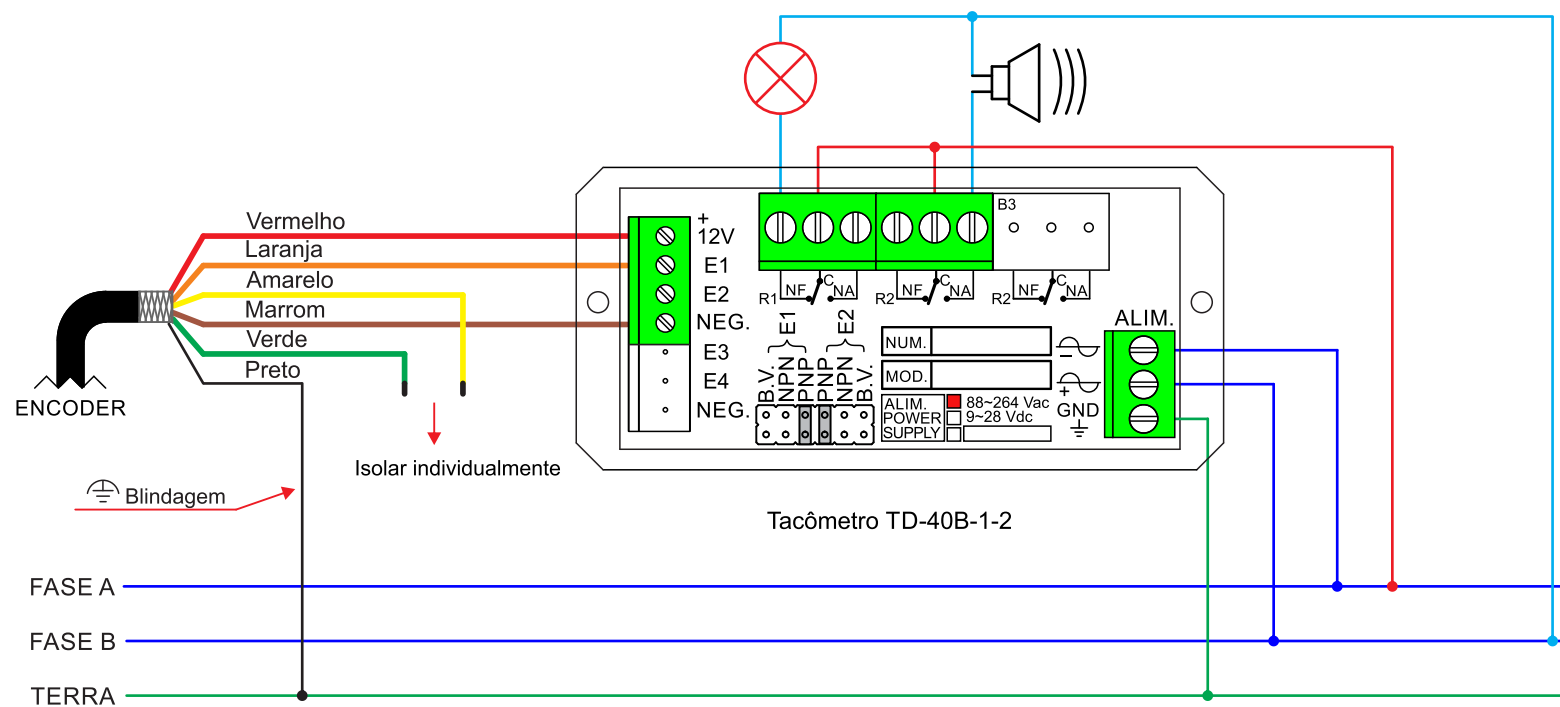 Vermelho
Laranja
Amarelo
Marrom
Verde
Preto
ENCODER
Isolar individualmente
Blindagem
+
12V
E1
E2
NEG.
E3
E4
NEG.
B3
R1 NF C NA
R2 NF C NA
R2 NF C NA
E1 E2
B.V. NPN PNP PNP NPN B.V.
NUM.
MOD.
ALIM.
POWER
SUPPLY
88~264 Vac
9~28 Vdc
ALIM.
−
+
GND
Tacômetro TD-40B-1-2
FASE A
FASE B
TERRA